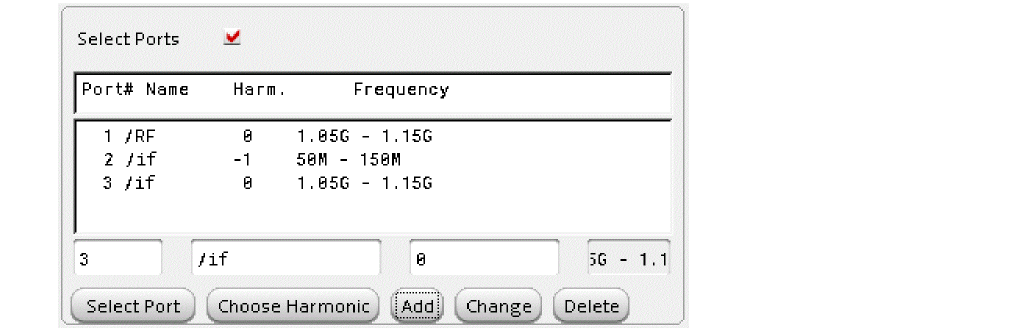 Select Ports
Port# Name Harm. Frequency
1 /RF 0 1.05G - 1.15G
2 /if -1 50M - 150M
3 /if 0 1.05G - 1.15G
3 /if 0 5G - 1.1
Select Port Choose Harmonic Add Change Delete